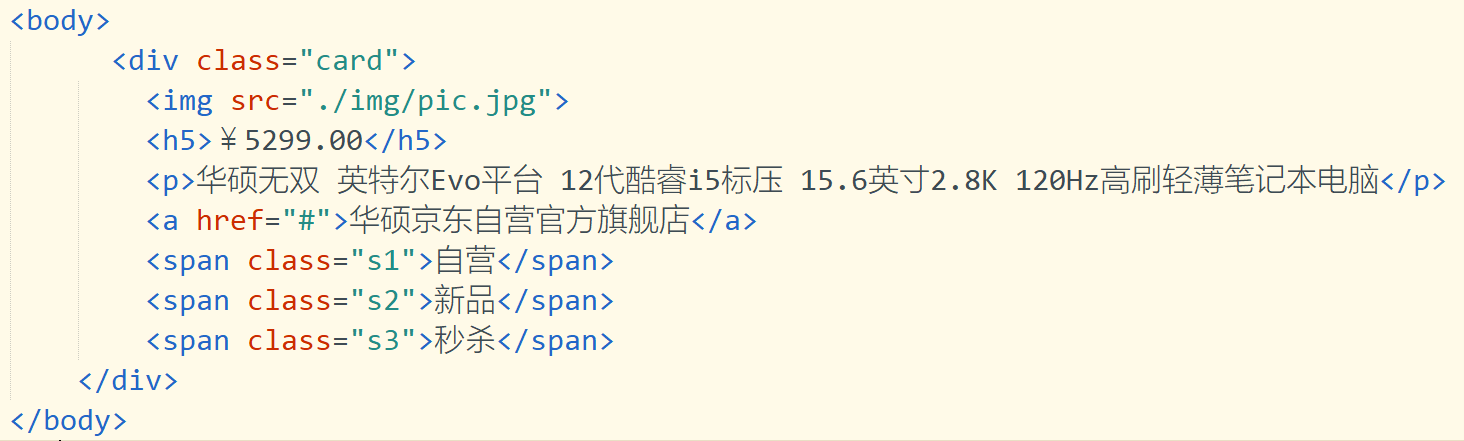 <body>
<div class="card">
<img src="./img/pic.jpg">
<h5>¥5299.00</h5>
<p>华硕无双 英特尔Evo平台 12代酷睿i5标压 15.6英寸2.8K 120Hz高刷轻薄笔记本电脑</p>
<a href="#">华硕京东自营官方旗舰店</a>
<span class="s1">自营</span>
<span class="s2">新品</span>
<span class="s3">秒杀</span>
</div>
</body>